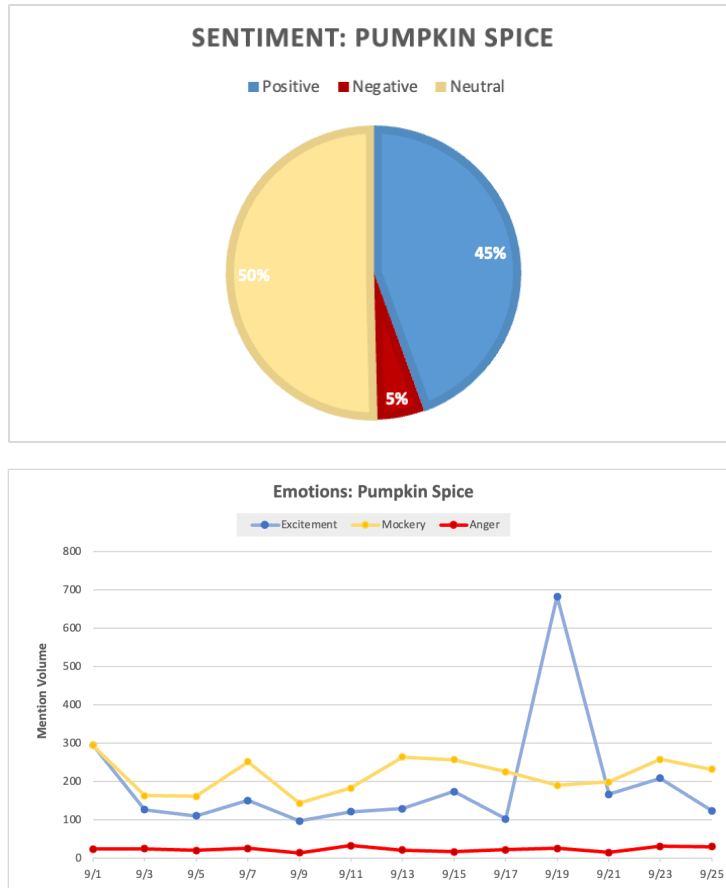 SENTIMENT: PUMPKIN SPICE
Positive Negative Neutral
45%
50%
5%
Emotions: Pumpkin Spice
Excitement Mockery Anger
800
700
600
500
400
300
200
100
0
Mention Volume
9/1 9/3 9/5 9/7 9/9 9/11 9/13 9/15 9/17 9/19 9/21 9/23 9/25